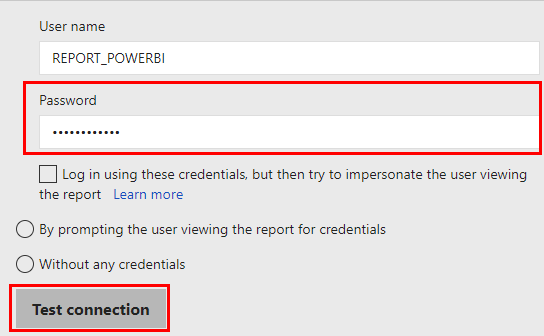 User name
REPORT_POWERBI
Password
••••••••••••
Log in using these credentials, but then try to impersonate the user viewing
the report Learn more
By prompting the user viewing the report for credentials
Without any credentials
Test connection